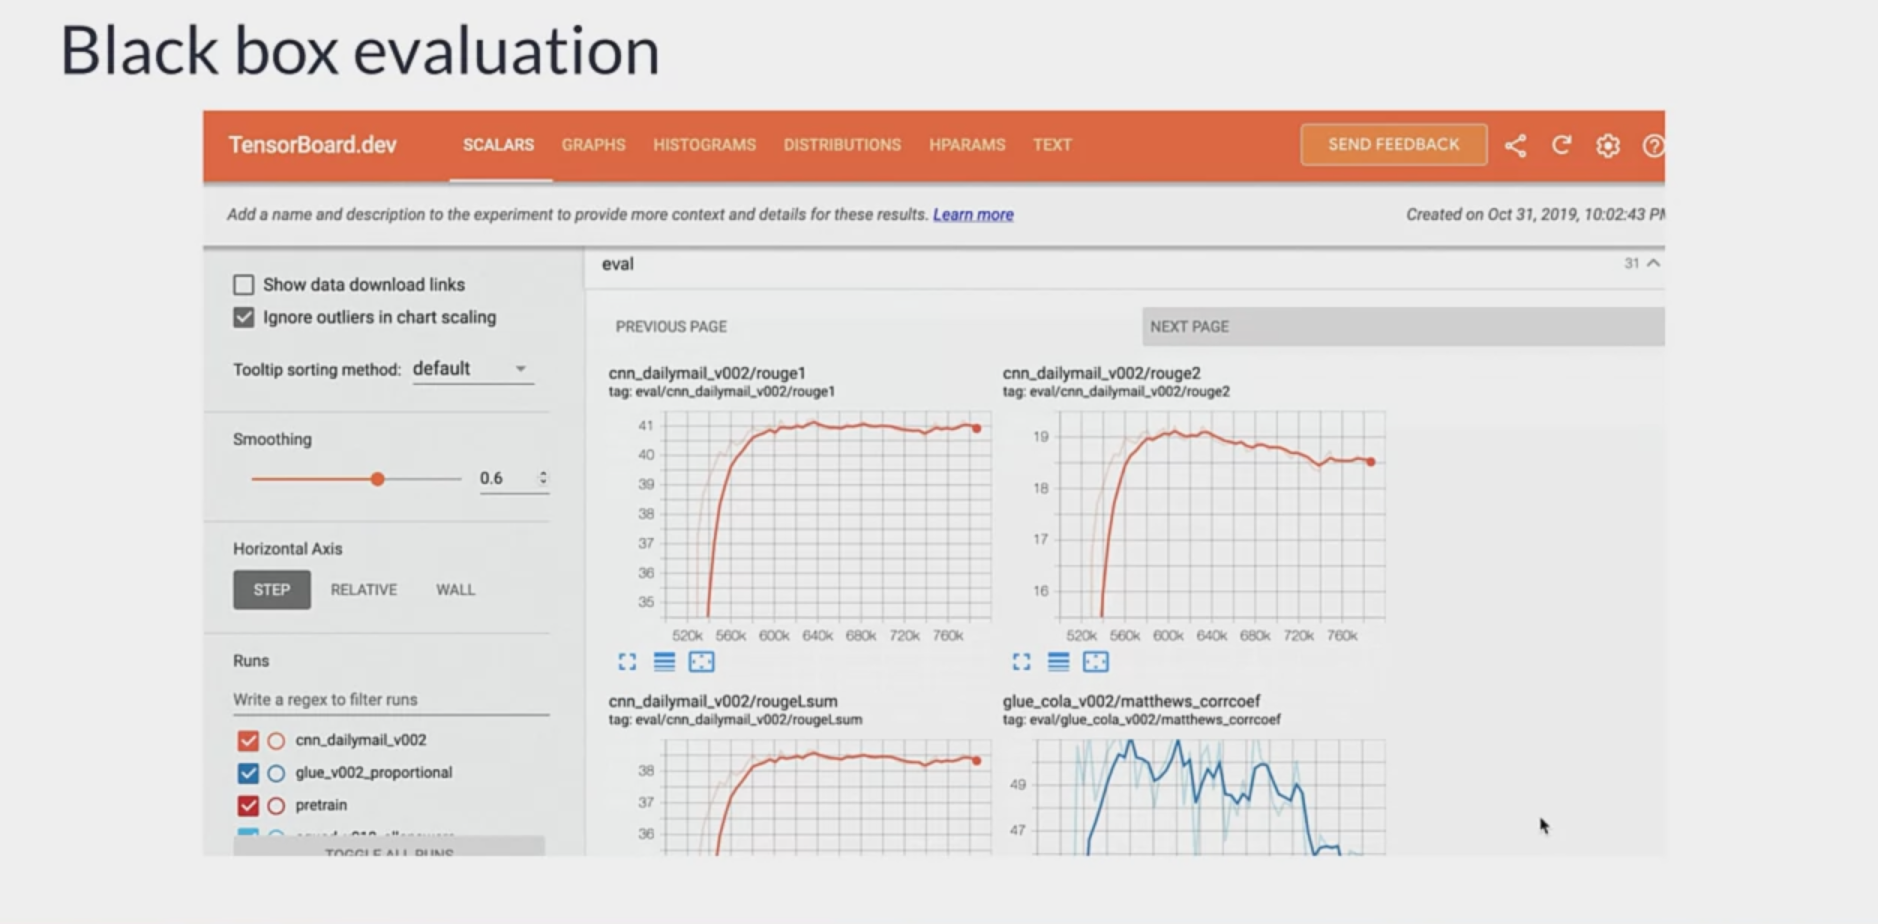 Black box evaluation
TensorBoard.dev SCALARS GRAPHS HISTOGRAMS DISTRIBUTIONS HPARAMS TEXT SEND FEEDBACK
Add a name and description to the experiment to provide more context and details for these results. Learn more Created on Oct 31, 2019, 10:02:43 PM
Show data download links
Ignore outliers in chart scaling
Tooltip sorting method: default
Smoothing
0.6
Horizontal Axis
STEP RELATIVE WALL
Runs
Write a regex to filter runs
cnn_dailymail_v002
glue_v002_proportional
pretrain
TOGGLE ALL RUNS
eval 31
PREVIOUS PAGE NEXT PAGE
cnn_dailymail_v002/rouge1
tag: eval/cnn_dailymail_v002/rouge1
41
40
39
38
37
36
35
520k 560k 600k 640k 680k 720k 760k
cnn_dailymail_v002/rouge2
tag: eval/cnn_dailymail_v002/rouge2
19
18
17
16
520k 560k 600k 640k 680k 720k 760k
cnn_dailymail_v002/rougeLsum
tag: eval/cnn_dailymail_v002/rougeLsum
38
37
36
glue_cola_v002/matthews_corrcoef
tag: eval/glue_cola_v002/matthews_corrcoef
49
47